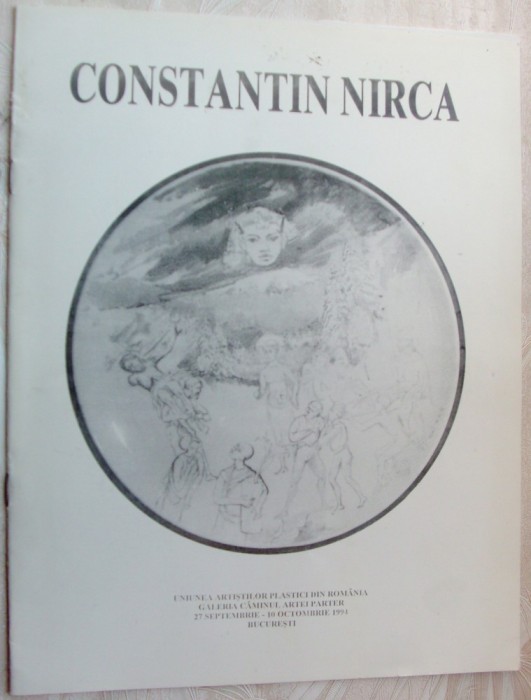 CONSTANTIN NIRCA
UNIUNEA ARTIȘTILOR PLASTICI DIN ROMÂNIA
GALERIA CĂMINUL ARTEI PARTER
27 SEPTEMBRIE - 10 OCTOMBRIE 1994
BUCUREȘTI